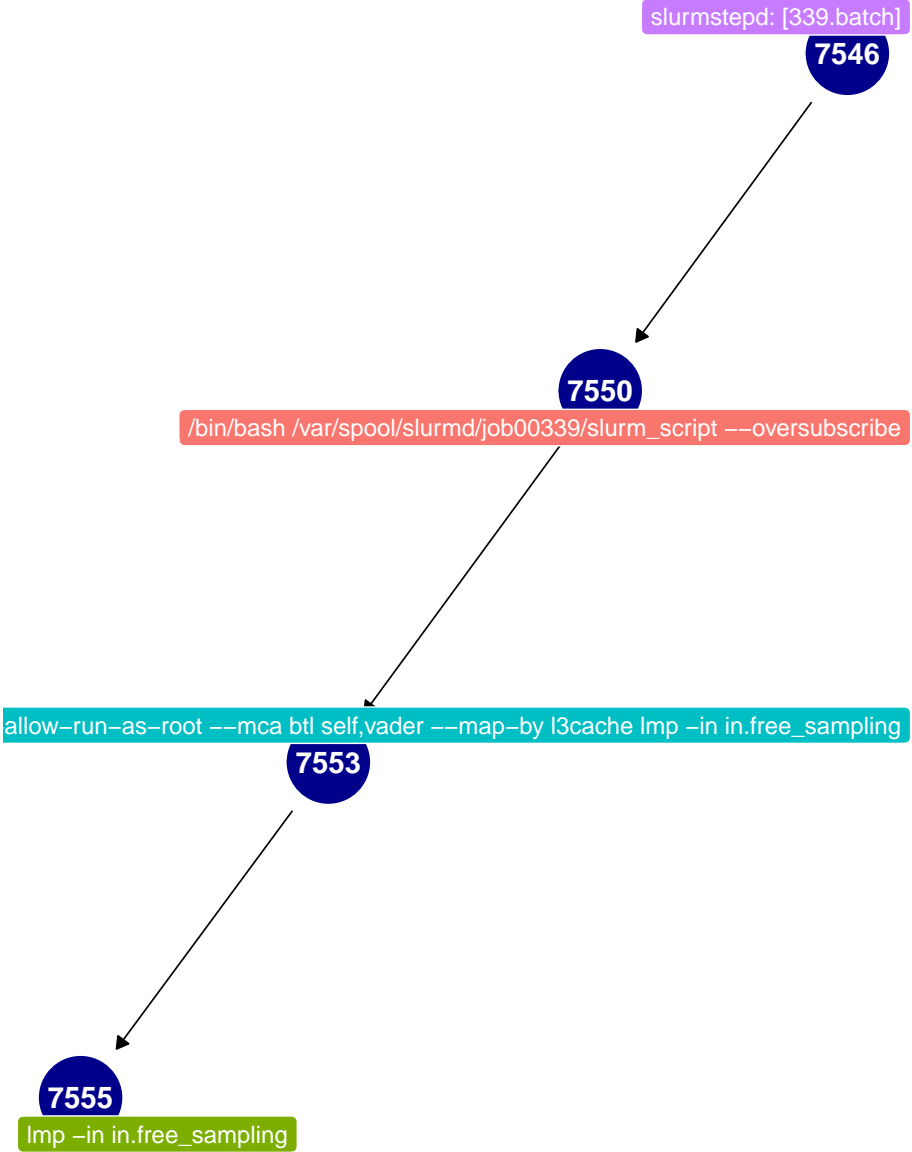 slurmstepd: [339.batch]
7546
7550
/bin/bash /var/spool/slurmd/job00339/slurm_script −−oversubscribe
allow−run−as−root −−mca btl self,vader −−map−by l3cache lmp −in in.free_sampling
7553
7555
lmp −in in.free_sampling